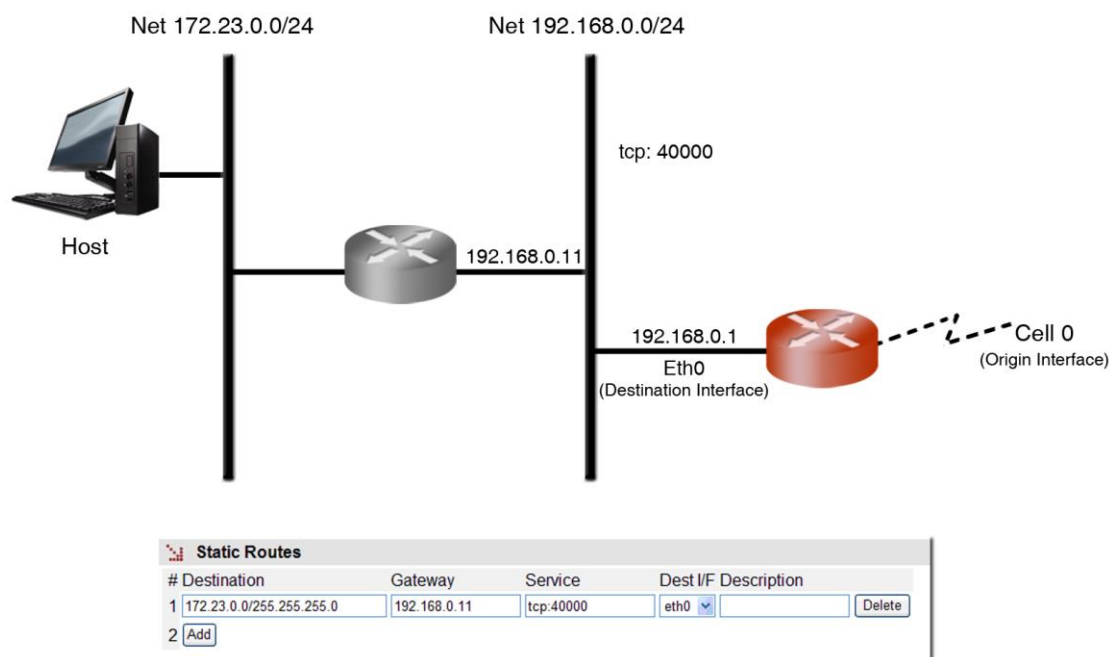 Net 172.23.0.0/24
Net 192.168.0.0/24
tcp: 40000
Host
192.168.0.11
192.168.0.1
Eth0
(Destination Interface)
Cell 0
(Origin Interface)
Static Routes
# Destination Gateway Service Dest I/F Description
1 172.23.0.0/255.255.255.0 192.168.0.11 tcp:40000 eth0 Delete
2 Add